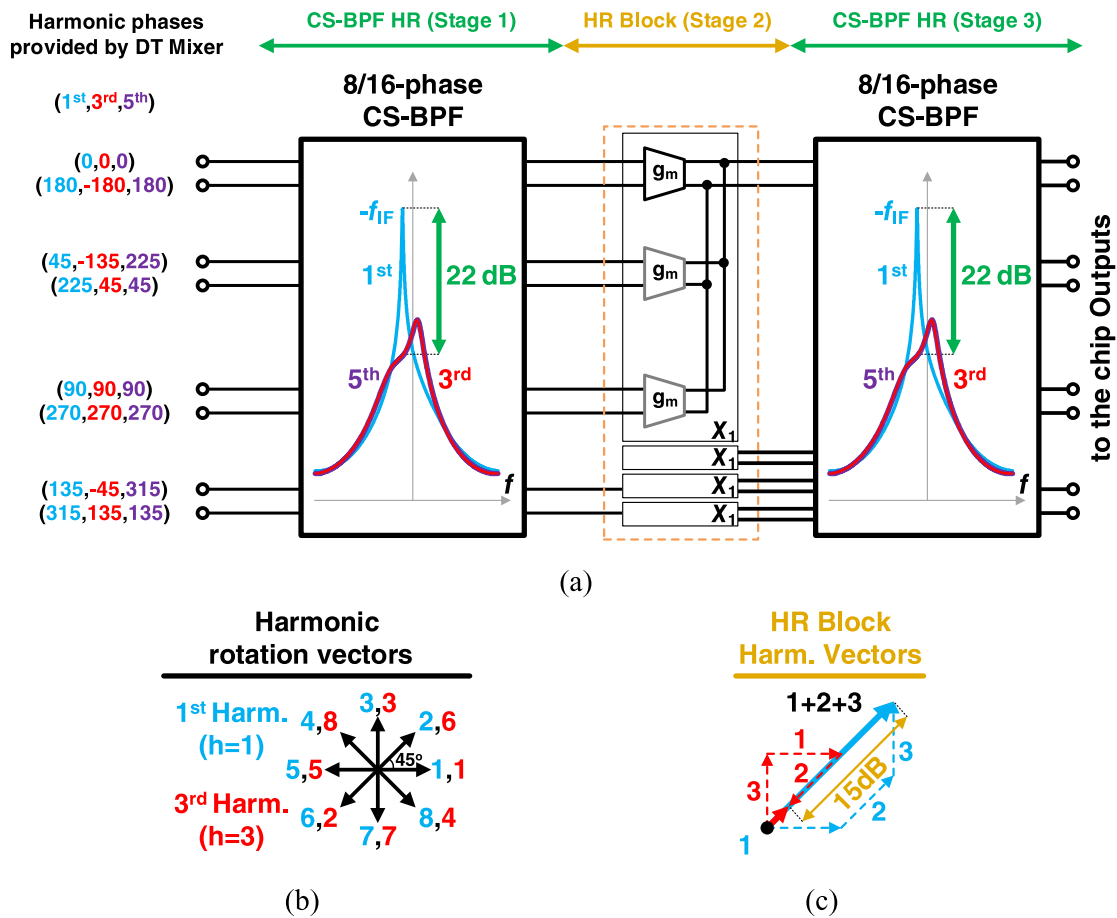 Harmonic phases
provided by DT Mixer
CS-BPF HR (Stage 1)
HR Block (Stage 2)
CS-BPF HR (Stage 3)
(1st,3rd,5th)
8/16-phase
CS-BPF
8/16-phase
CS-BPF
(0,0,0)
(180,-180,180)
(45,-135,225)
(225,45,45)
(90,90,90)
(270,270,270)
(135,-45,315)
(315,135,135)
-fIF
1st
22 dB
5th
3rd
f
gm
gm
gm
X1
X1
X1
X1
-fIF
1st
22 dB
5th
3rd
f
to the chip Outputs
(a)
Harmonic
rotation vectors
1st Harm.
(h=1)
3rd Harm.
(h=3)
3,3
4,8
2,6
45º
5,5
1,1
6,2
8,4
7,7
(b)
HR Block
Harm. Vectors
1+2+3
1
2
3
3
15dB
2
1
(c)